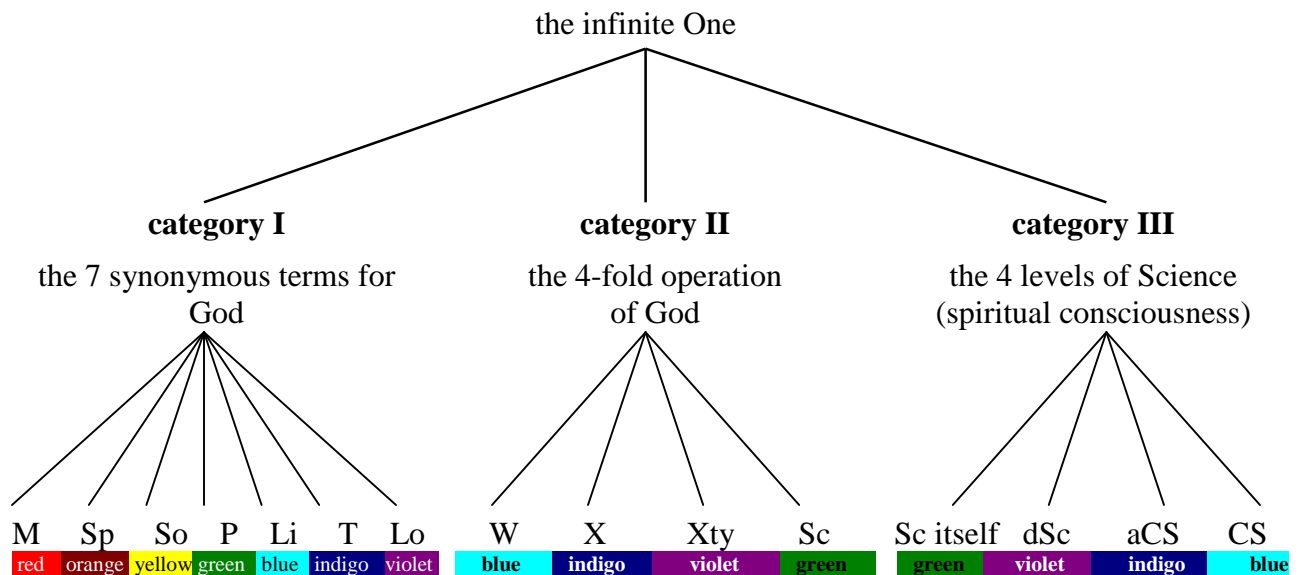 the infinite One
category I
category II
category III
the 7 synonymous terms for
God
the 4-fold operation
of God
the 4 levels of Science
(spiritual consciousness)
M Sp So P Li T Lo
W X Xty Sc
Sc itself dSc aCS CS
red orange yellow green blue indigo violet
blue indigo violet green
green violet indigo blue